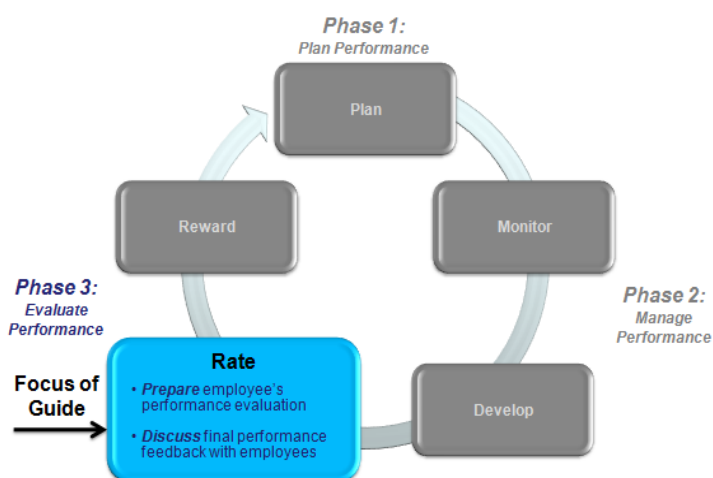 Phase 1:
Plan Performance
Plan
Reward
Monitor
Phase 3:
Evaluate
Performance
Phase 2:
Manage
Performance
Rate
• Prepare employee's
performance evaluation
• Discuss final performance
feedback with employees
Focus of
Guide
Develop